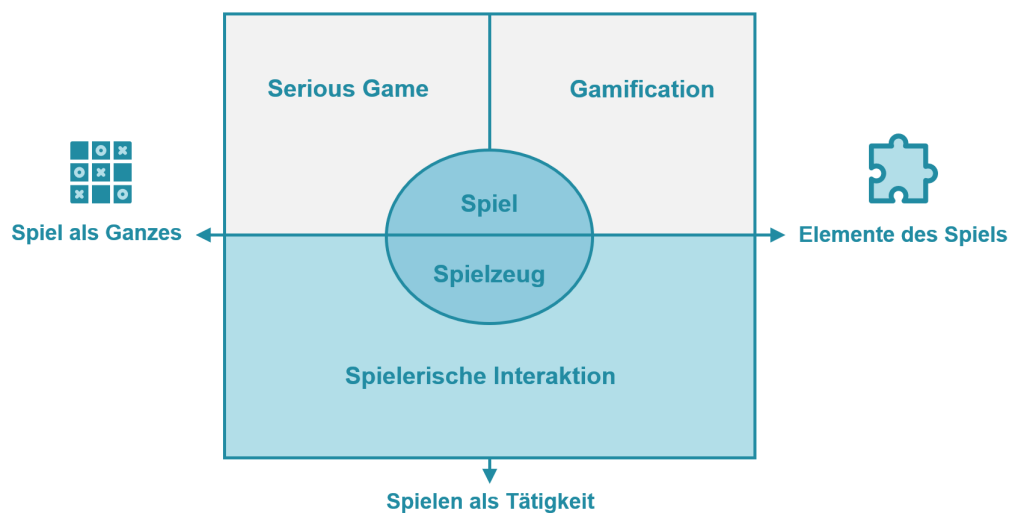 Serious Game
Gamification
Spiel
Spiel als Ganzes
Elemente des Spiels
Spielzeug
Spielerische Interaktion
Spielen als Tätigkeit